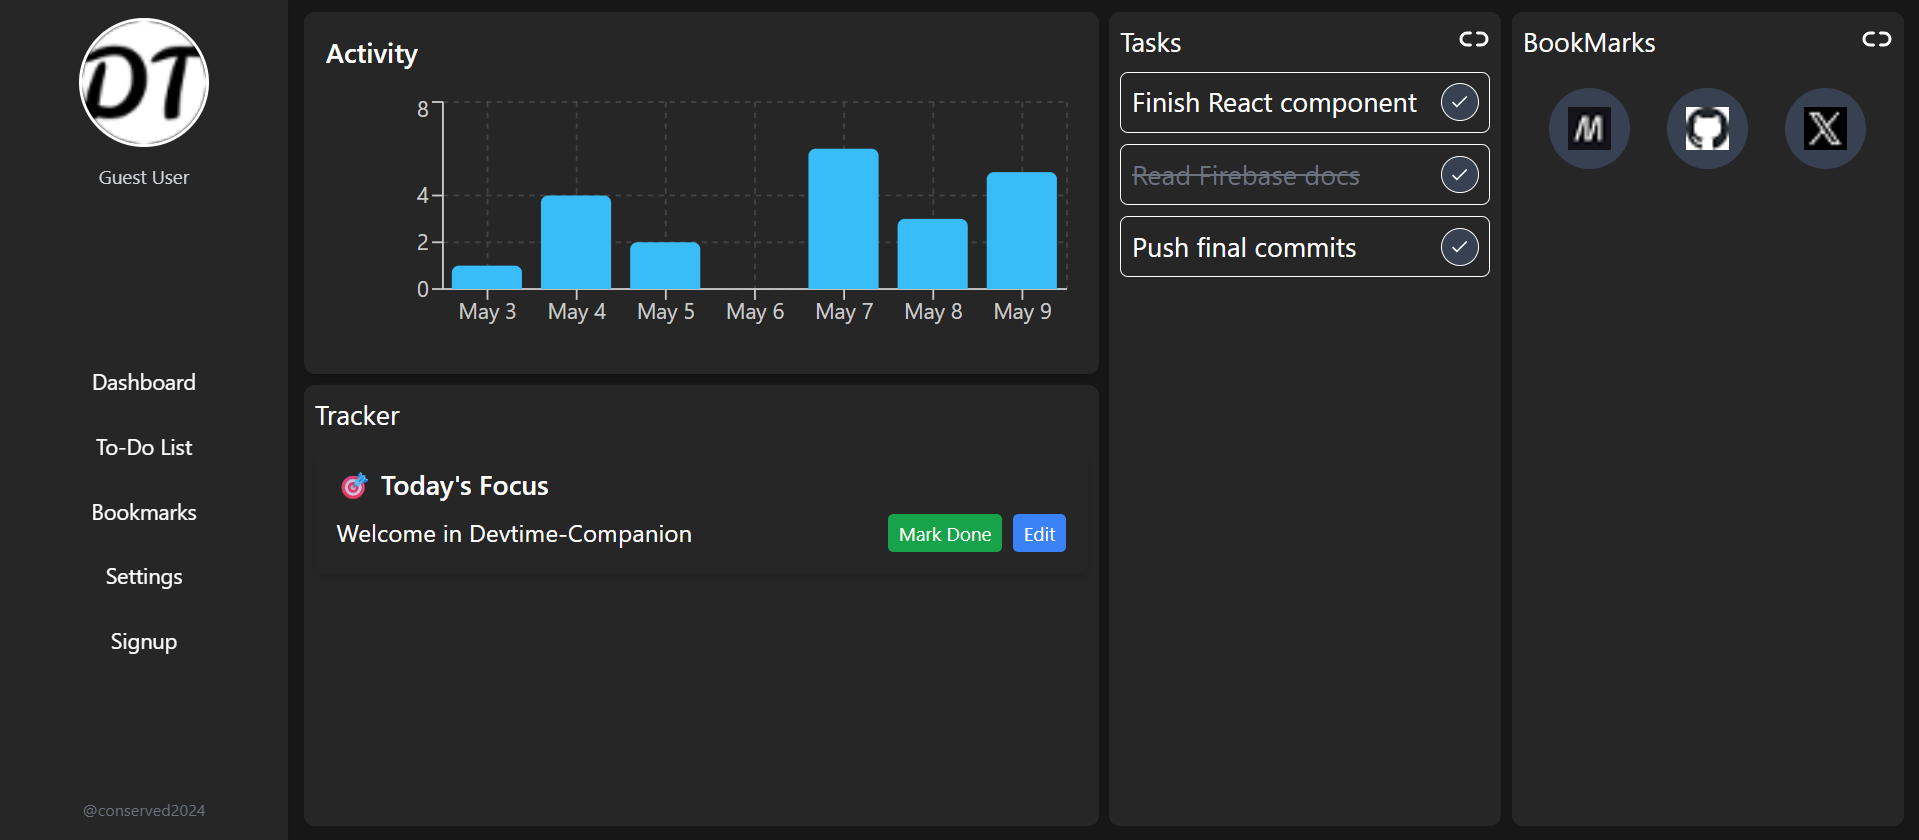 DT
Guest User
Dashboard
To-Do List
Bookmarks
Settings
Signup
@conserved2024
Activity
8
4
2
0
May 3 May 4 May 5 May 6 May 7 May 8 May 9
Tracker
Today's Focus
Welcome in Devtime-Companion
Mark Done Edit
Tasks
Finish React component
Read Firebase docs
Push final commits
BookMarks
M
X